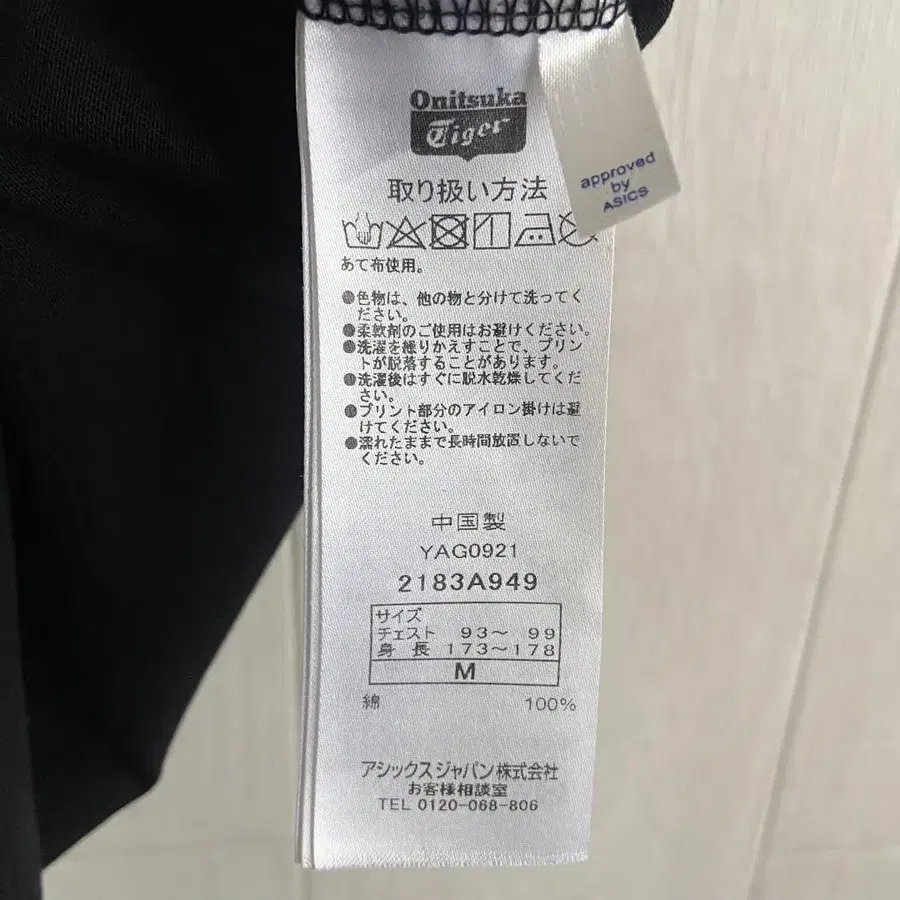 Onitsuka
Tiger
approved
by
ASICS
取り扱い方法
あて布使用。
●色物は、他の物と分けて洗ってく
ださい。
●柔軟剤のご使用はお避けください。
●洗濯を繰りかえすことで、プリン
トが脱落することがあります。
●洗濯後はすぐに脱水乾燥してくだ
さい。
●プリント部分のアイロン掛けは避
けてください。
●濡れたままで長時間放置しないで
ください。
中国製
YAG0921
2183A949
サイズ
チェスト 93～ 99
身 長 173～178
M
綿 100%
アシックスジャパン株式会社
お客様相談室
TEL 0120-068-806